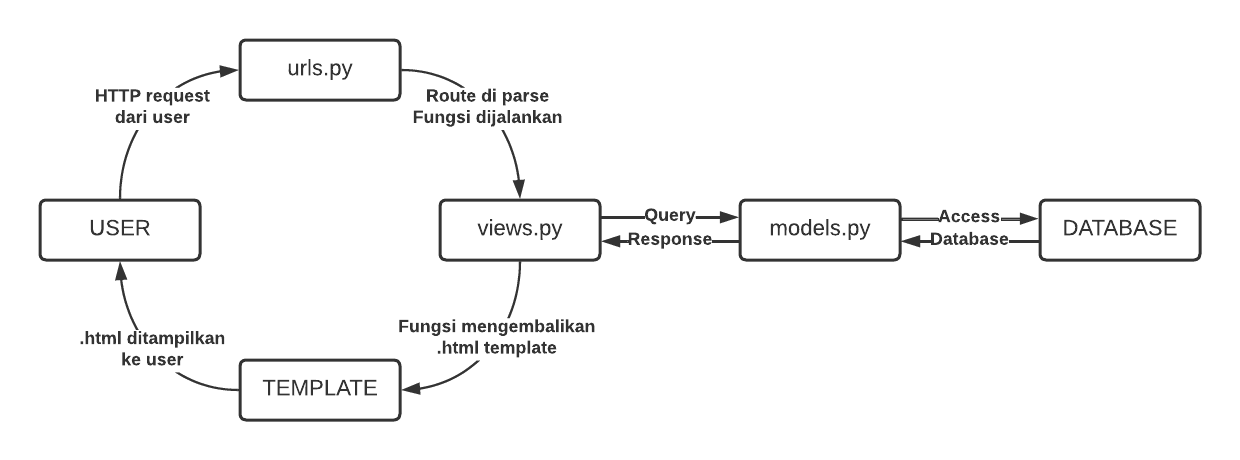 urls.py
HTTP request
dari user
Route di parse
Fungsi dijalankan
USER
views.py
Query
Response
models.py
Access
Database
DATABASE
Fungsi mengembalikan
.html template
.html ditampilkan
ke user
TEMPLATE